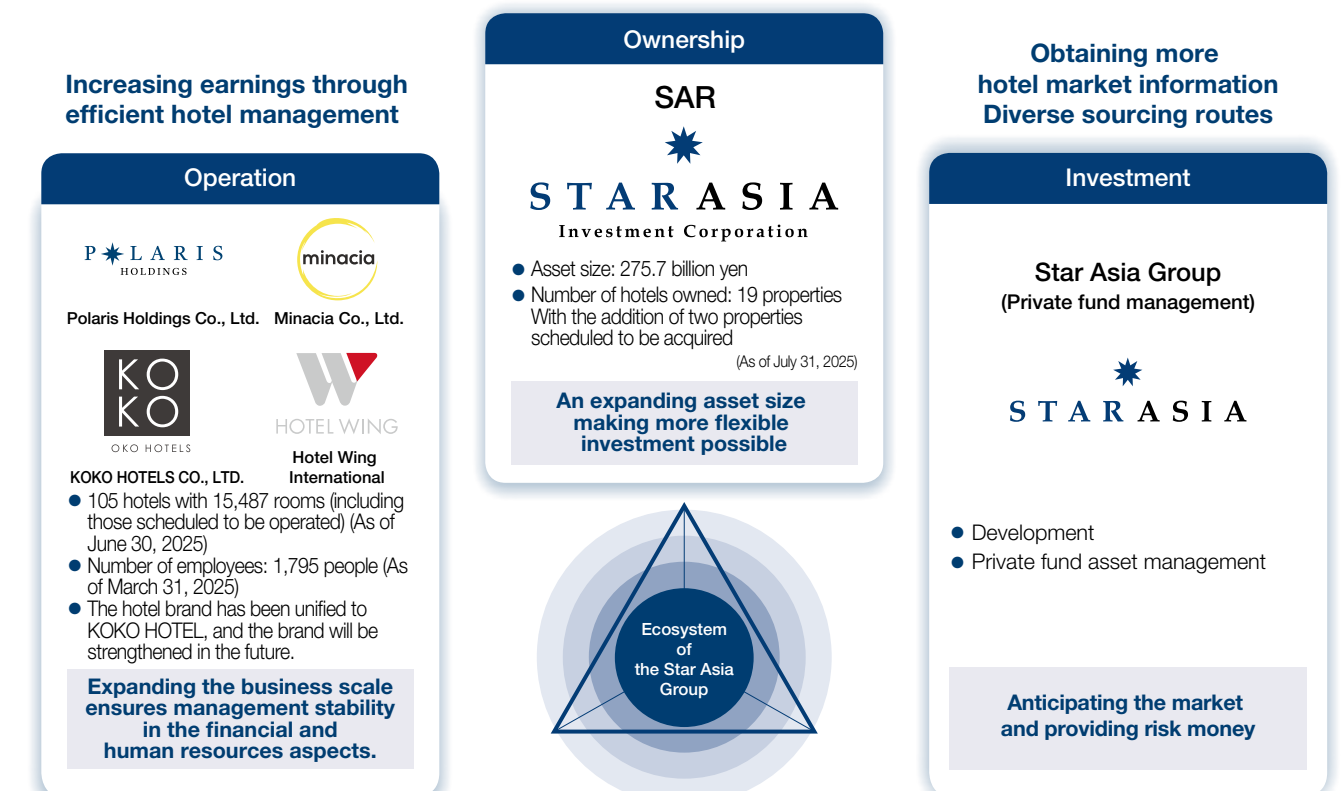 Increasing earnings through
efficient hotel management
Operation
POLARIS
HOLDINGS
minacia
Polaris Holdings Co., Ltd.
Minacia Co., Ltd.
KO
KO
OKO HOTELS
HOTEL WING
KOKO HOTELS CO., LTD.
Hotel Wing
International
● 105 hotels with 15,487 rooms (including
those scheduled to be operated) (As of
June 30, 2025)
● Number of employees: 1,795 people (As
of March 31, 2025)
● The hotel brand has been unified to
KOKO HOTEL, and the brand will be
strengthened in the future.
Expanding the business scale
ensures management stability
in the financial and
human resources aspects.
Ownership
SAR
STAR ASIA
Investment Corporation
● Asset size: 275.7 billion yen
● Number of hotels owned: 19 properties
With the addition of two properties
scheduled to be acquired
(As of July 31, 2025)
An expanding asset size
making more flexible
investment possible
Ecosystem
of
the Star Asia
Group
Obtaining more
hotel market information
Diverse sourcing routes
Investment
Star Asia Group
(Private fund management)
STAR ASIA
● Development
● Private fund asset management
Anticipating the market
and providing risk money